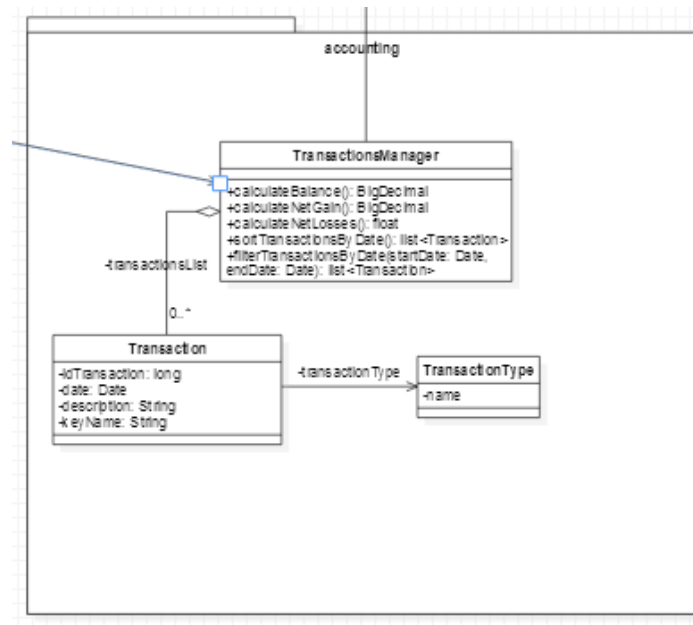 accounting
TransactionsManager
+calculateBalance(): BigDecimal
+calculateNetGain(): BigDecimal
+calculateNetLosses(): float
+sortTransactionsByDate(): list<Transaction>
+filterTransactionsByDate(startDate: Date,
endDate: Date): list<Transaction>
-transactionsList
0..*
Transaction
-idTransaction: long
-date: Date
-description: String
-keyName: String
-transactionType
TransactionType
-name